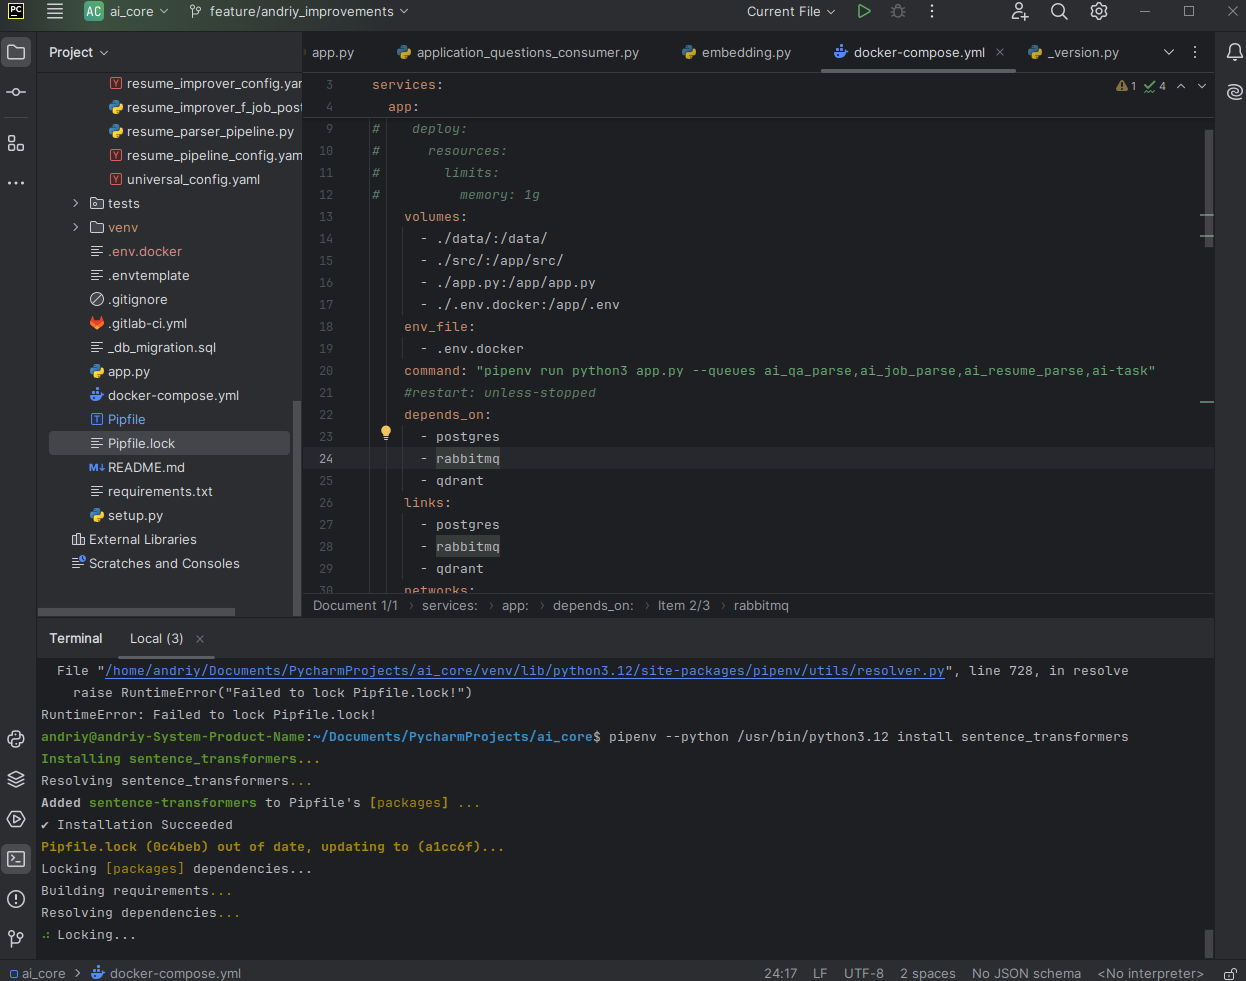 PC
AC ai_core feature/andriy_improvements Current File
Project
app.py application_questions_consumer.py embedding.py docker-compose.yml _version.py
resume_improver_config.yam
resume_improver_f_job_post
resume_parser_pipeline.py
resume_pipeline_config.yam
universal_config.yaml
tests
venv
.env.docker
.envtemplate
.gitignore
.gitlab-ci.yml
_db_migration.sql
app.py
docker-compose.yml
Pipfile
Pipfile.lock
README.md
requirements.txt
setup.py
External Libraries
Scratches and Consoles
1 4
3 services:
4 app:
9 # deploy:
10 # resources:
11 # limits:
12 # memory: 1g
13 volumes:
14 - ./data/:/data/
15 - ./src/:/app/src/
16 - ./app.py:/app/app.py
17 - ./.env.docker:/app/.env
18 env_file:
19 - .env.docker
20 command: "pipenv run python3 app.py --queues ai_qa_parse,ai_job_parse,ai_resume_parse,ai-task"
21 #restart: unless-stopped
22 depends_on:
23 - postgres
24 - rabbitmq
25 - qdrant
26 links:
27 - postgres
28 - rabbitmq
29 - qdrant
30 networks:
Document 1/1 › services: › app: › depends_on: › Item 2/3 › rabbitmq
Terminal Local (3)
File "/home/andriy/Documents/PycharmProjects/ai_core/venv/lib/python3.12/site-packages/pipenv/utils/resolver.py", line 728, in resolve
raise RuntimeError("Failed to lock Pipfile.lock!")
RuntimeError: Failed to lock Pipfile.lock!
andriy@andriy-System-Product-Name:~/Documents/PycharmProjects/ai_core$ pipenv --python /usr/bin/python3.12 install sentence_transformers
Installing sentence_transformers...
Resolving sentence_transformers...
Added sentence-transformers to Pipfile's [packages] ...
✔ Installation Succeeded
Pipfile.lock (0c4beb) out of date, updating to (a1cc6f)...
Locking [packages] dependencies...
Building requirements...
Resolving dependencies...
Locking...
ai_core › docker-compose.yml 24:17 LF UTF-8 2 spaces No JSON schema <No interpreter>